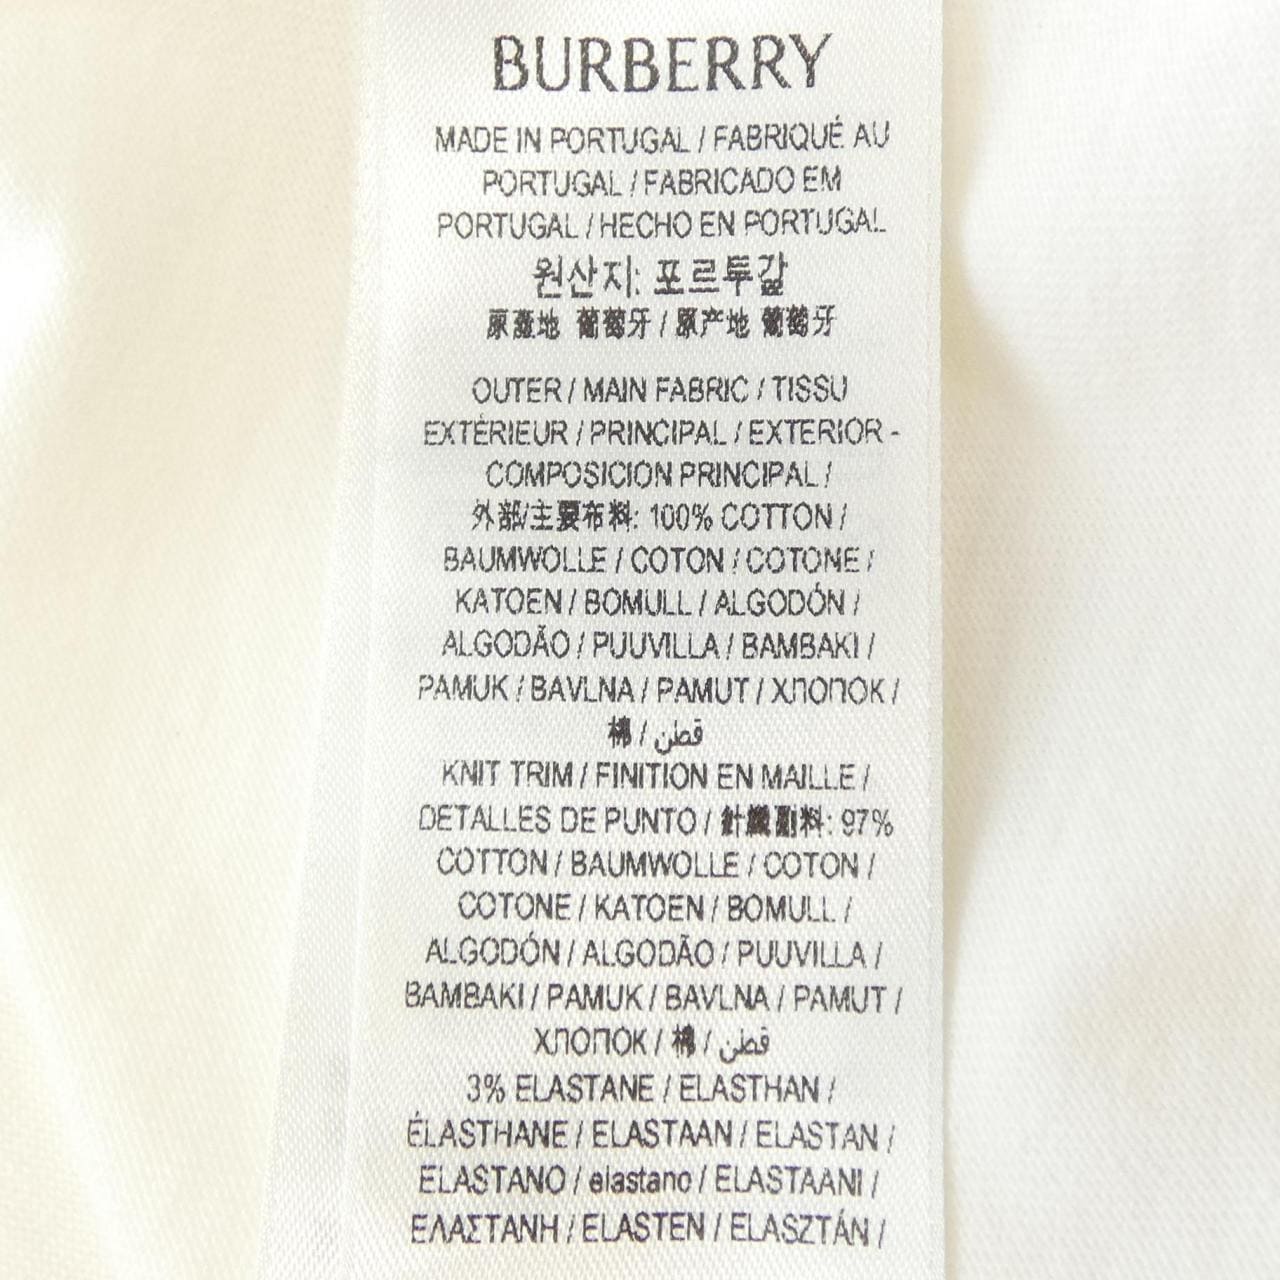 BURBERRY
MADE IN PORTUGAL / FABRIQUÉ AU
PORTUGAL / FABRICADO EM
PORTUGAL / HECHO EN PORTUGAL
원산지: 포르투갈
原產地 葡萄牙 / 原产地 葡萄牙
OUTER / MAIN FABRIC / TISSU
EXTÉRIEUR / PRINCIPAL / EXTERIOR -
COMPOSICION PRINCIPAL /
外部/主要布料: 100% COTTON /
BAUMWOLLE / COTON / COTONE /
KATOEN / BOMULL / ALGODÓN /
ALGODÃO / PUUVILLA / BAMBAKI /
PAMUK / BAVLNA / PAMUT / ХЛОПОК /
棉 / قطن
KNIT TRIM / FINITION EN MAILLE /
DETALLES DE PUNTO / 針織副料: 97%
COTTON / BAUMWOLLE / COTON /
COTONE / KATOEN / BOMULL /
ALGODÓN / ALGODÃO / PUUVILLA /
BAMBAKI / PAMUK / BAVLNA / PAMUT /
ХЛОПОК / 棉 / قطن
3% ELASTANE / ELASTHAN /
ÉLASTHANE / ELASTAAN / ELASTAN /
ELASTANO / elastano / ELASTAANI /
ΕΛΑΣΤΑΝΗ / ELASTEN / ELASZTÁN /